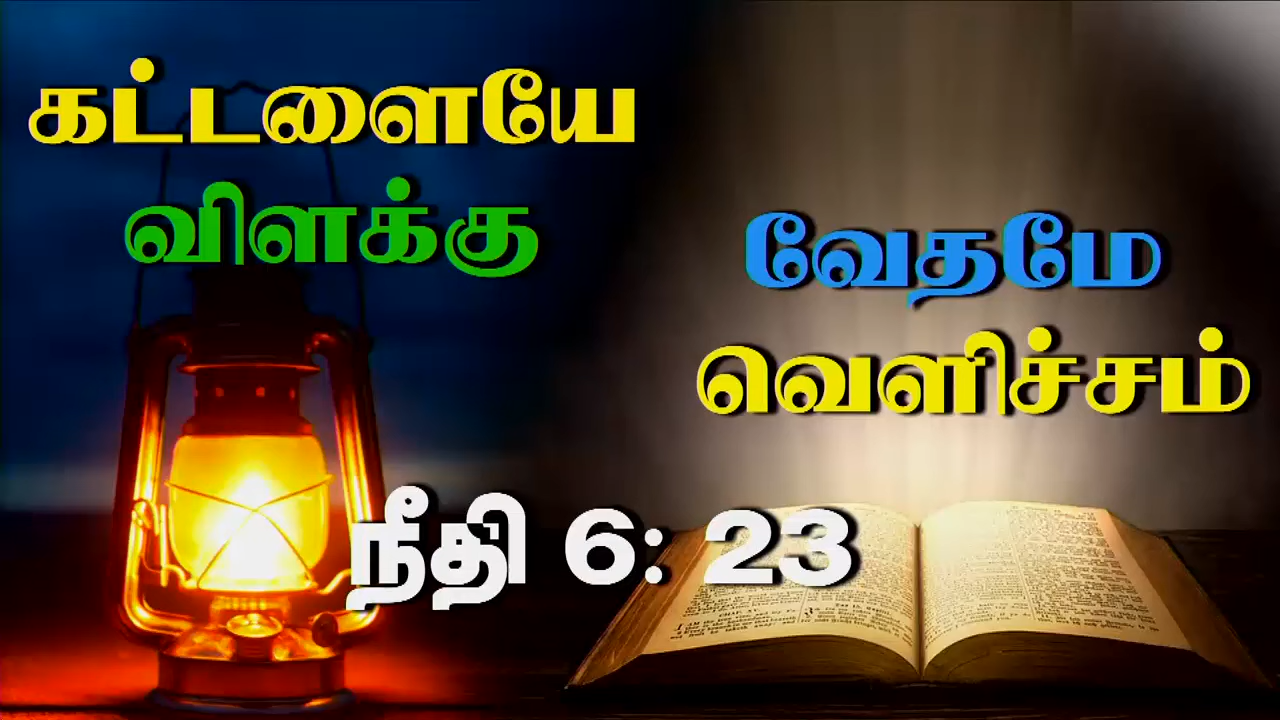 கட்டளையே
விளக்கு
வேதமே
வெளிச்சம்
நீதி 6: 23